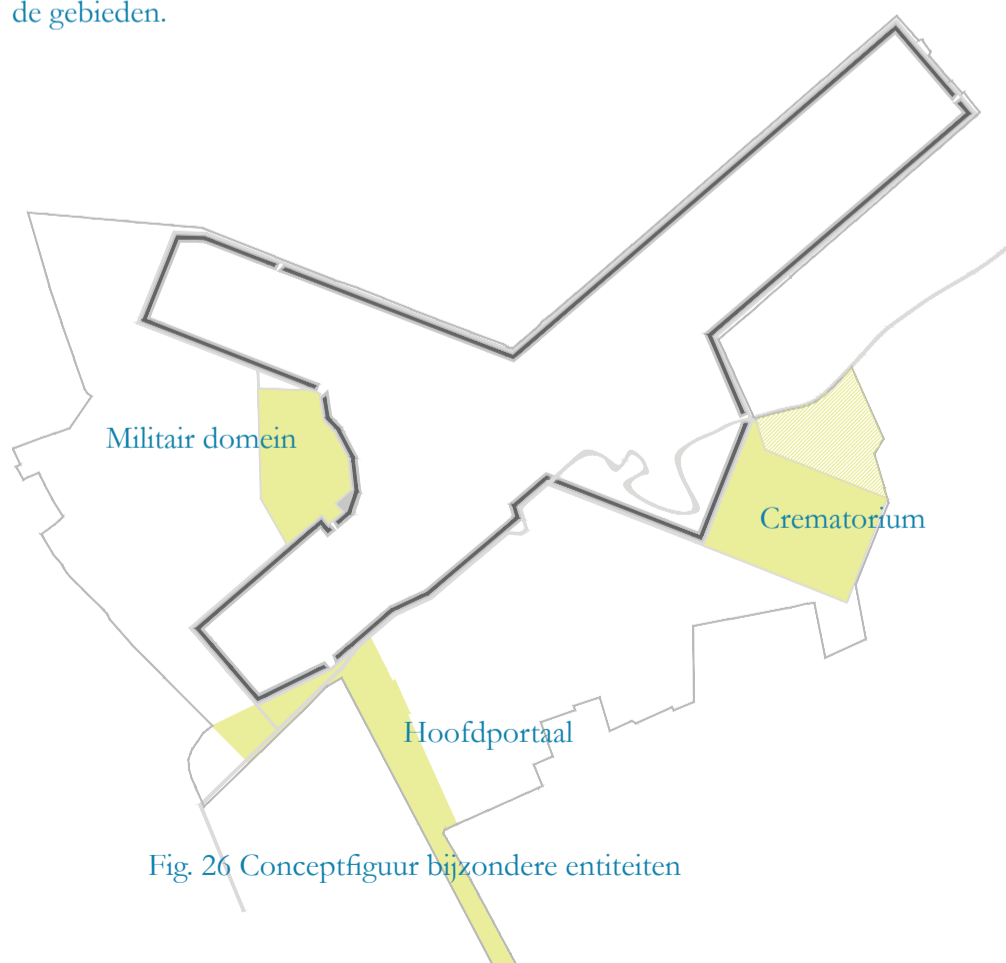 de gebieden.
Militair domein
Crematorium
Hoofdportaal
Fig. 26 Conceptfiguur bijzondere entiteiten